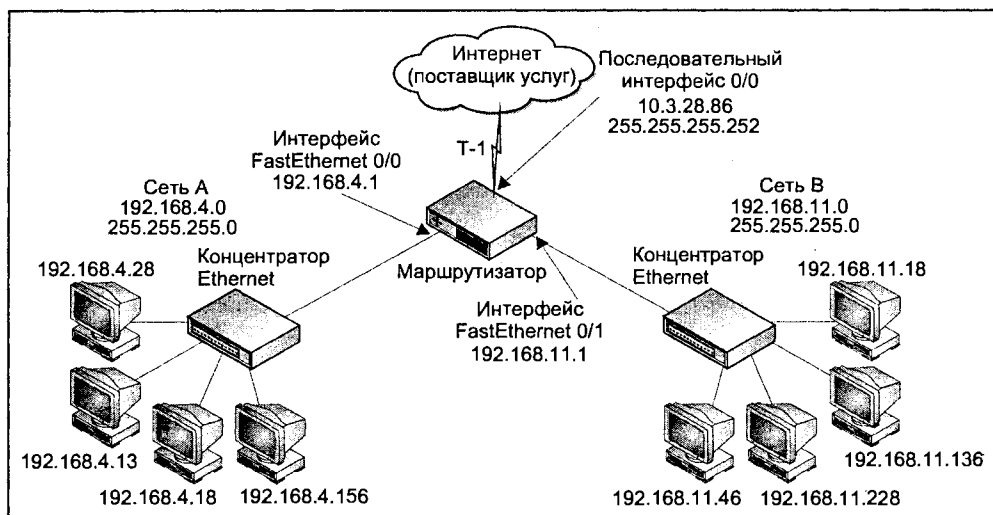 Интернет
(поставщик услуг)
Последовательный
интерфейс 0/0
10.3.28.86
255.255.255.252
Интерфейс
FastEthernet 0/0
192.168.4.1
T-1
Сеть A
192.168.4.0
255.255.255.0
Сеть B
192.168.11.0
255.255.255.0
192.168.4.28
Концентратор
Ethernet
Маршрутизатор
Концентратор
Ethernet
192.168.11.18
Интерфейс
FastEthernet 0/1
192.168.11.1
192.168.4.13
192.168.4.18
192.168.4.156
192.168.11.46
192.168.11.228
192.168.11.136